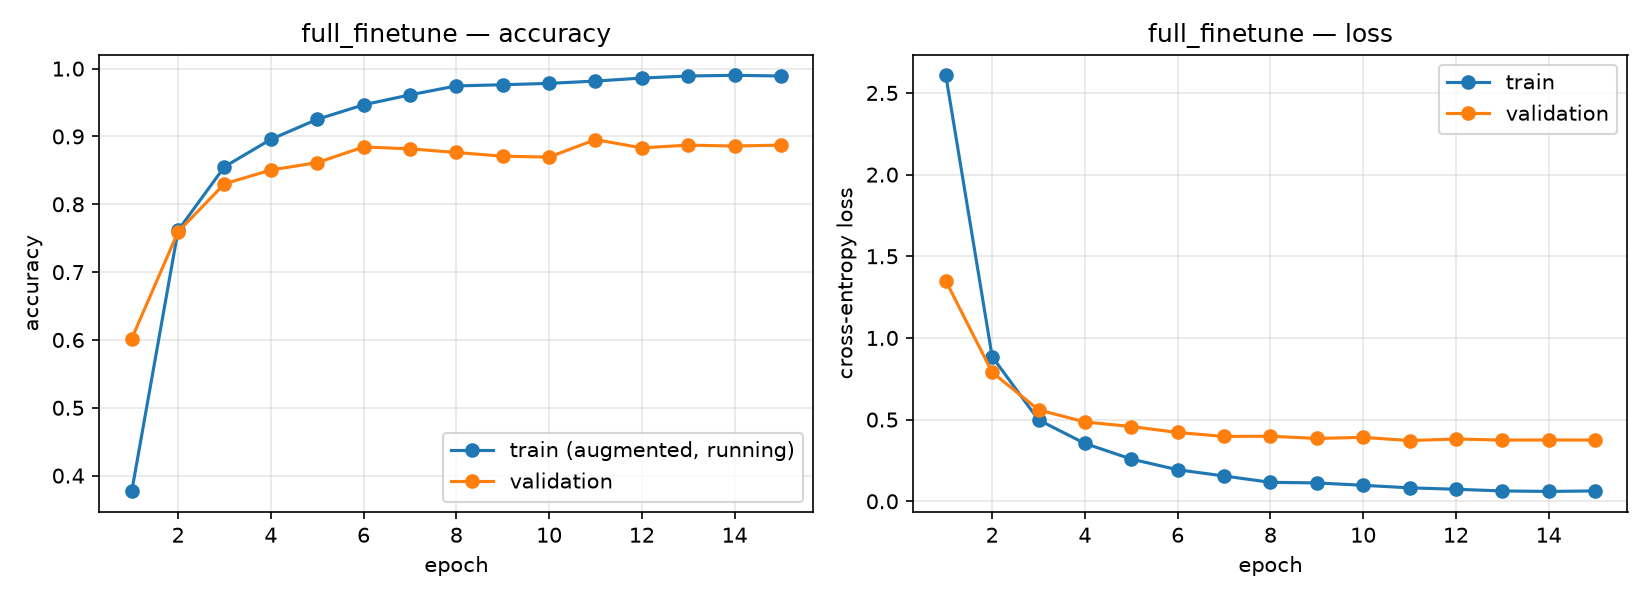 full_finetune — accuracy
1.0
0.9
0.8
0.7
0.6
0.5
0.4
accuracy
train (augmented, running)
validation
2 4 6 8 10 12 14
epoch
full_finetune — loss
2.5
2.0
1.5
1.0
0.5
0.0
cross-entropy loss
train
validation
2 4 6 8 10 12 14
epoch